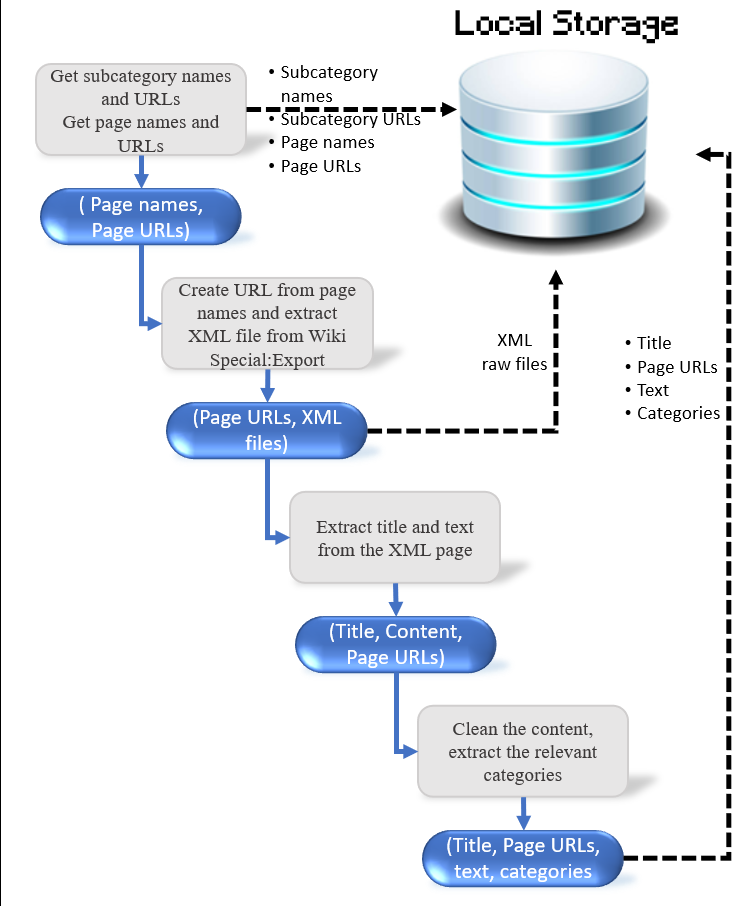 Local Storage
Get subcategory names
and URLs
Get page names and
URLs
• Subcategory
names
• Subcategory URLs
• Page names
• Page URLs
( Page names,
Page URLs)
Create URL from page
names and extract
XML file from Wiki
Special:Export
XML
raw files
• Title
• Page URLs
• Text
• Categories
(Page URLs, XML
files)
Extract title and text
from the XML page
(Title, Content,
Page URLs)
Clean the content,
extract the relevant
categories
(Title, Page URLs,
text, categories